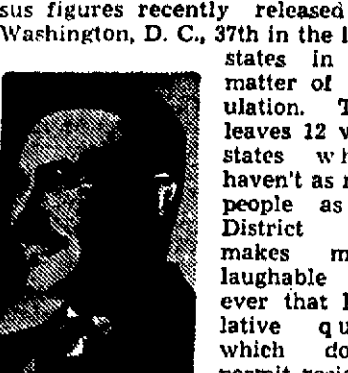 sus figures recently released
Washington, D. C., 37th in the l
states in
matter of
ulation. T
leaves 12 v
states wh
haven't as r
people as
District
makes m
laughable
ever that l
lative qu
which do